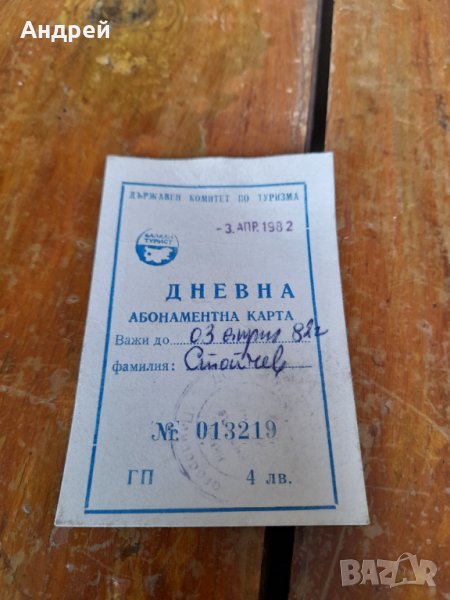 Андрей
ДЪРЖАВЕН КОМИТЕТ ПО ТУРИЗМА
- 3. АПР. 1982
БАЛКАН
ТУРИСТ
ДНЕВНА
АБОНАМЕНТНА КАРТА
Важи до 03 април 82г
фамилия: Стойчев
№ 013219
ГП 4 лв.
BAZAR